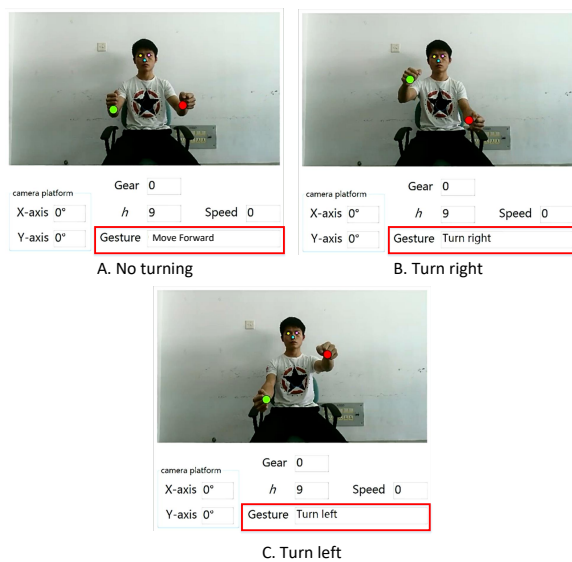 Gear 0
camera platform
X-axis 0° h 9 Speed 0
Y-axis 0° Gesture Move Forward
A. No turning
Gear 0
camera platform
X-axis 0° h 9 Speed 0
Y-axis 0° Gesture Turn right
B. Turn right
Gear 0
camera platform
X-axis 0° h 9 Speed 0
Y-axis 0° Gesture Turn left
C. Turn left